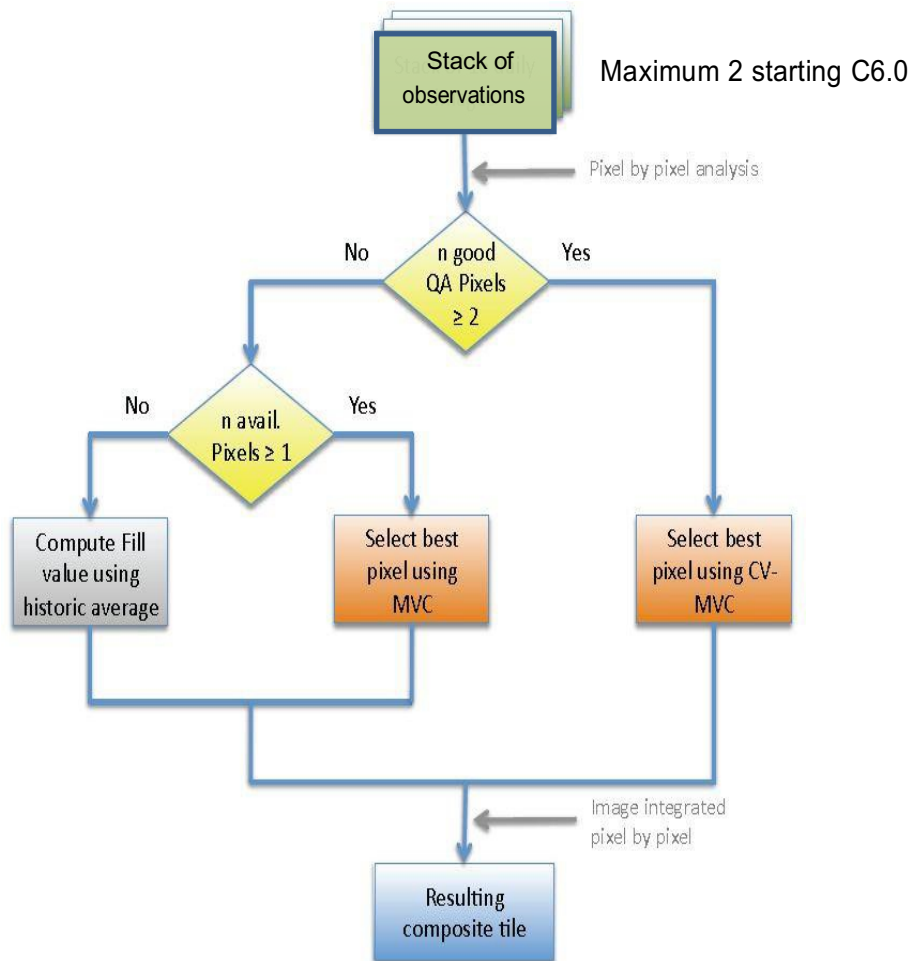 Stack of
observations
Maximum 2 starting C6.0
Pixel by pixel analysis
No
n good
QA Pixels
≥ 2
Yes
No
n avail.
Pixels ≥ 1
Yes
Compute Fill
value using
historic average
Select best
pixel using
MVC
Select best
pixel using CV-
MVC
Image integrated
pixel by pixel
Resulting
composite tile